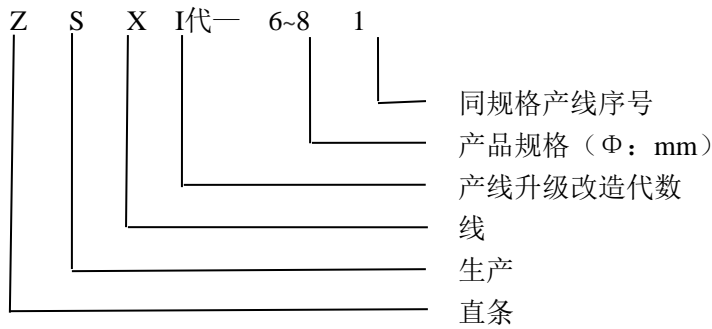 Z S X I代一 6~8 1
同规格产线序号
产品规格（Φ：mm）
产线升级改造代数
线
生产
直条